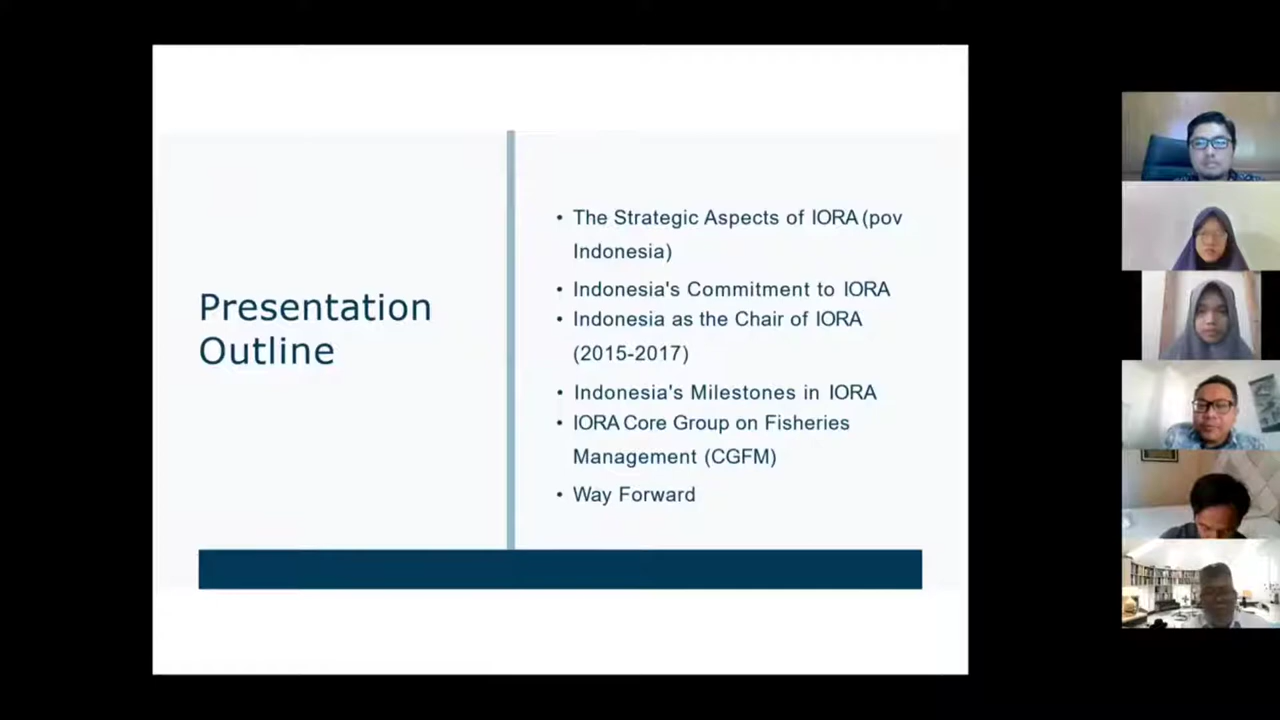 Presentation
Outline
• The Strategic Aspects of IORA (pov
Indonesia)
• Indonesia's Commitment to IORA
• Indonesia as the Chair of IORA
(2015-2017)
• Indonesia's Milestones in IORA
• IORA Core Group on Fisheries
Management (CGFM)
• Way Forward